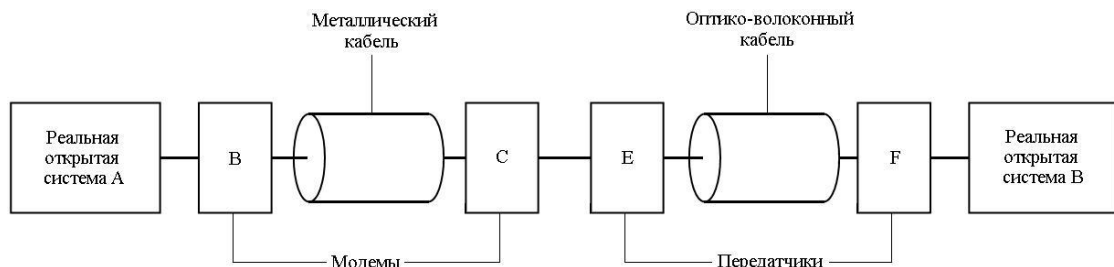 Металлический
кабель
Оптико-волоконный
кабель
Реальная
открытая
система А
В
С
Е
F
Реальная
открытая
система В
Модемы
Передатчики